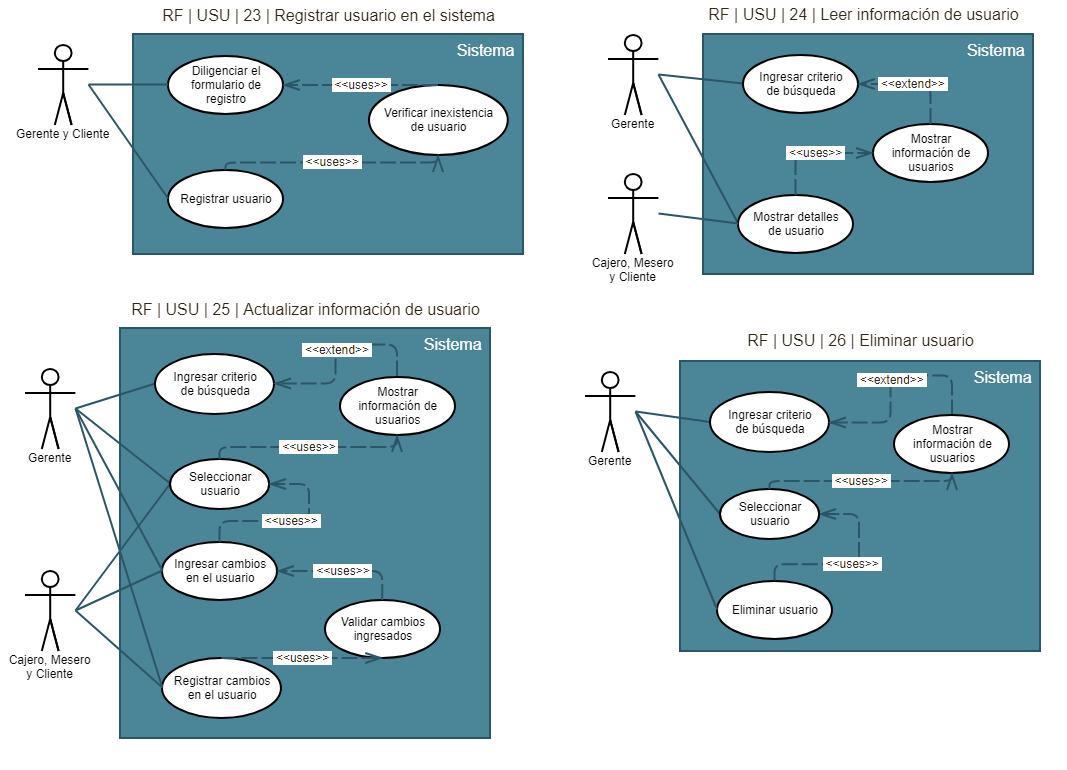 RF | USU | 23 | Registrar usuario en el sistema
Sistema
Diligenciar el
formulario de
registro
<<uses>>
Verificar inexistencia
de usuario
Gerente y Cliente
<<uses>>
Registrar usuario
RF | USU | 24 | Leer información de usuario
Sistema
Ingresar criterio
de búsqueda
<<extend>>
Gerente
Mostrar
información de
usuarios
<<uses>>
Mostrar detalles
de usuario
Cajero, Mesero
y Cliente
RF | USU | 25 | Actualizar información de usuario
Sistema
<<extend>>
Ingresar criterio
de búsqueda
Mostrar
información de
usuarios
Gerente
<<uses>>
Seleccionar
usuario
<<uses>>
Ingresar cambios
en el usuario
<<uses>>
Validar cambios
ingresados
Cajero, Mesero
y Cliente
<<uses>>
Registrar cambios
en el usuario
RF | USU | 26 | Eliminar usuario
Sistema
<<extend>>
Ingresar criterio
de búsqueda
Mostrar
información de
usuarios
Gerente
<<uses>>
Seleccionar
usuario
<<uses>>
Eliminar usuario